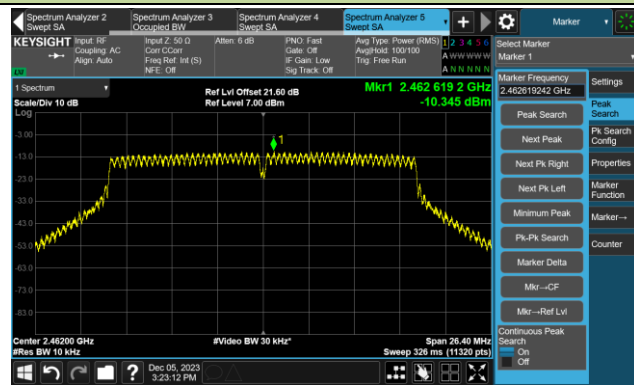 Spectrum Analyzer 2
Swept SA
Spectrum Analyzer 3
Occupied BW
Spectrum Analyzer 4
Swept SA
Spectrum Analyzer 5
Swept SA
+
Marker
KEYSIGHT
Input: RF
Coupling: AC
Align: Auto
Input Z: 50 Ω
Corr CCorr
Freq Ref: Int (S)
NFE: Off
Atten: 6 dB
PNO: Fast
Gate: Off
IF Gain: Low
Sig Track: Off
Avg Type: Power (RMS)
Avg|Hold: 100/100
Trig: Free Run
1 2 3 4 5 6
A W W W W W
A N N N N N
LXI
Select Marker
Marker 1
1 Spectrum
Scale/Div 10 dB
Log
Ref Lvl Offset 21.60 dB
Ref Level 7.00 dBm
Mkr1 2.462 619 2 GHz
-10.345 dBm
1
-3.00
-13.0
-23.0
-33.0
-43.0
-53.0
-63.0
-73.0
-83.0
Center 2.46200 GHz
#Res BW 10 kHz
#Video BW 30 kHz*
Span 26.40 MHz
Sweep 326 ms (11320 pts)
Marker Frequency
2.462619242 GHz
Peak Search
Next Peak
Next Pk Right
Next Pk Left
Minimum Peak
Pk-Pk Search
Marker Delta
Mkr→CF
Mkr→Ref Lvl
Continuous Peak
Search
On
Off
Settings
Peak
Search
Pk Search
Config
Properties
Marker
Function
Marker→
Counter
?
Dec 05, 2023
3:23:12 PM